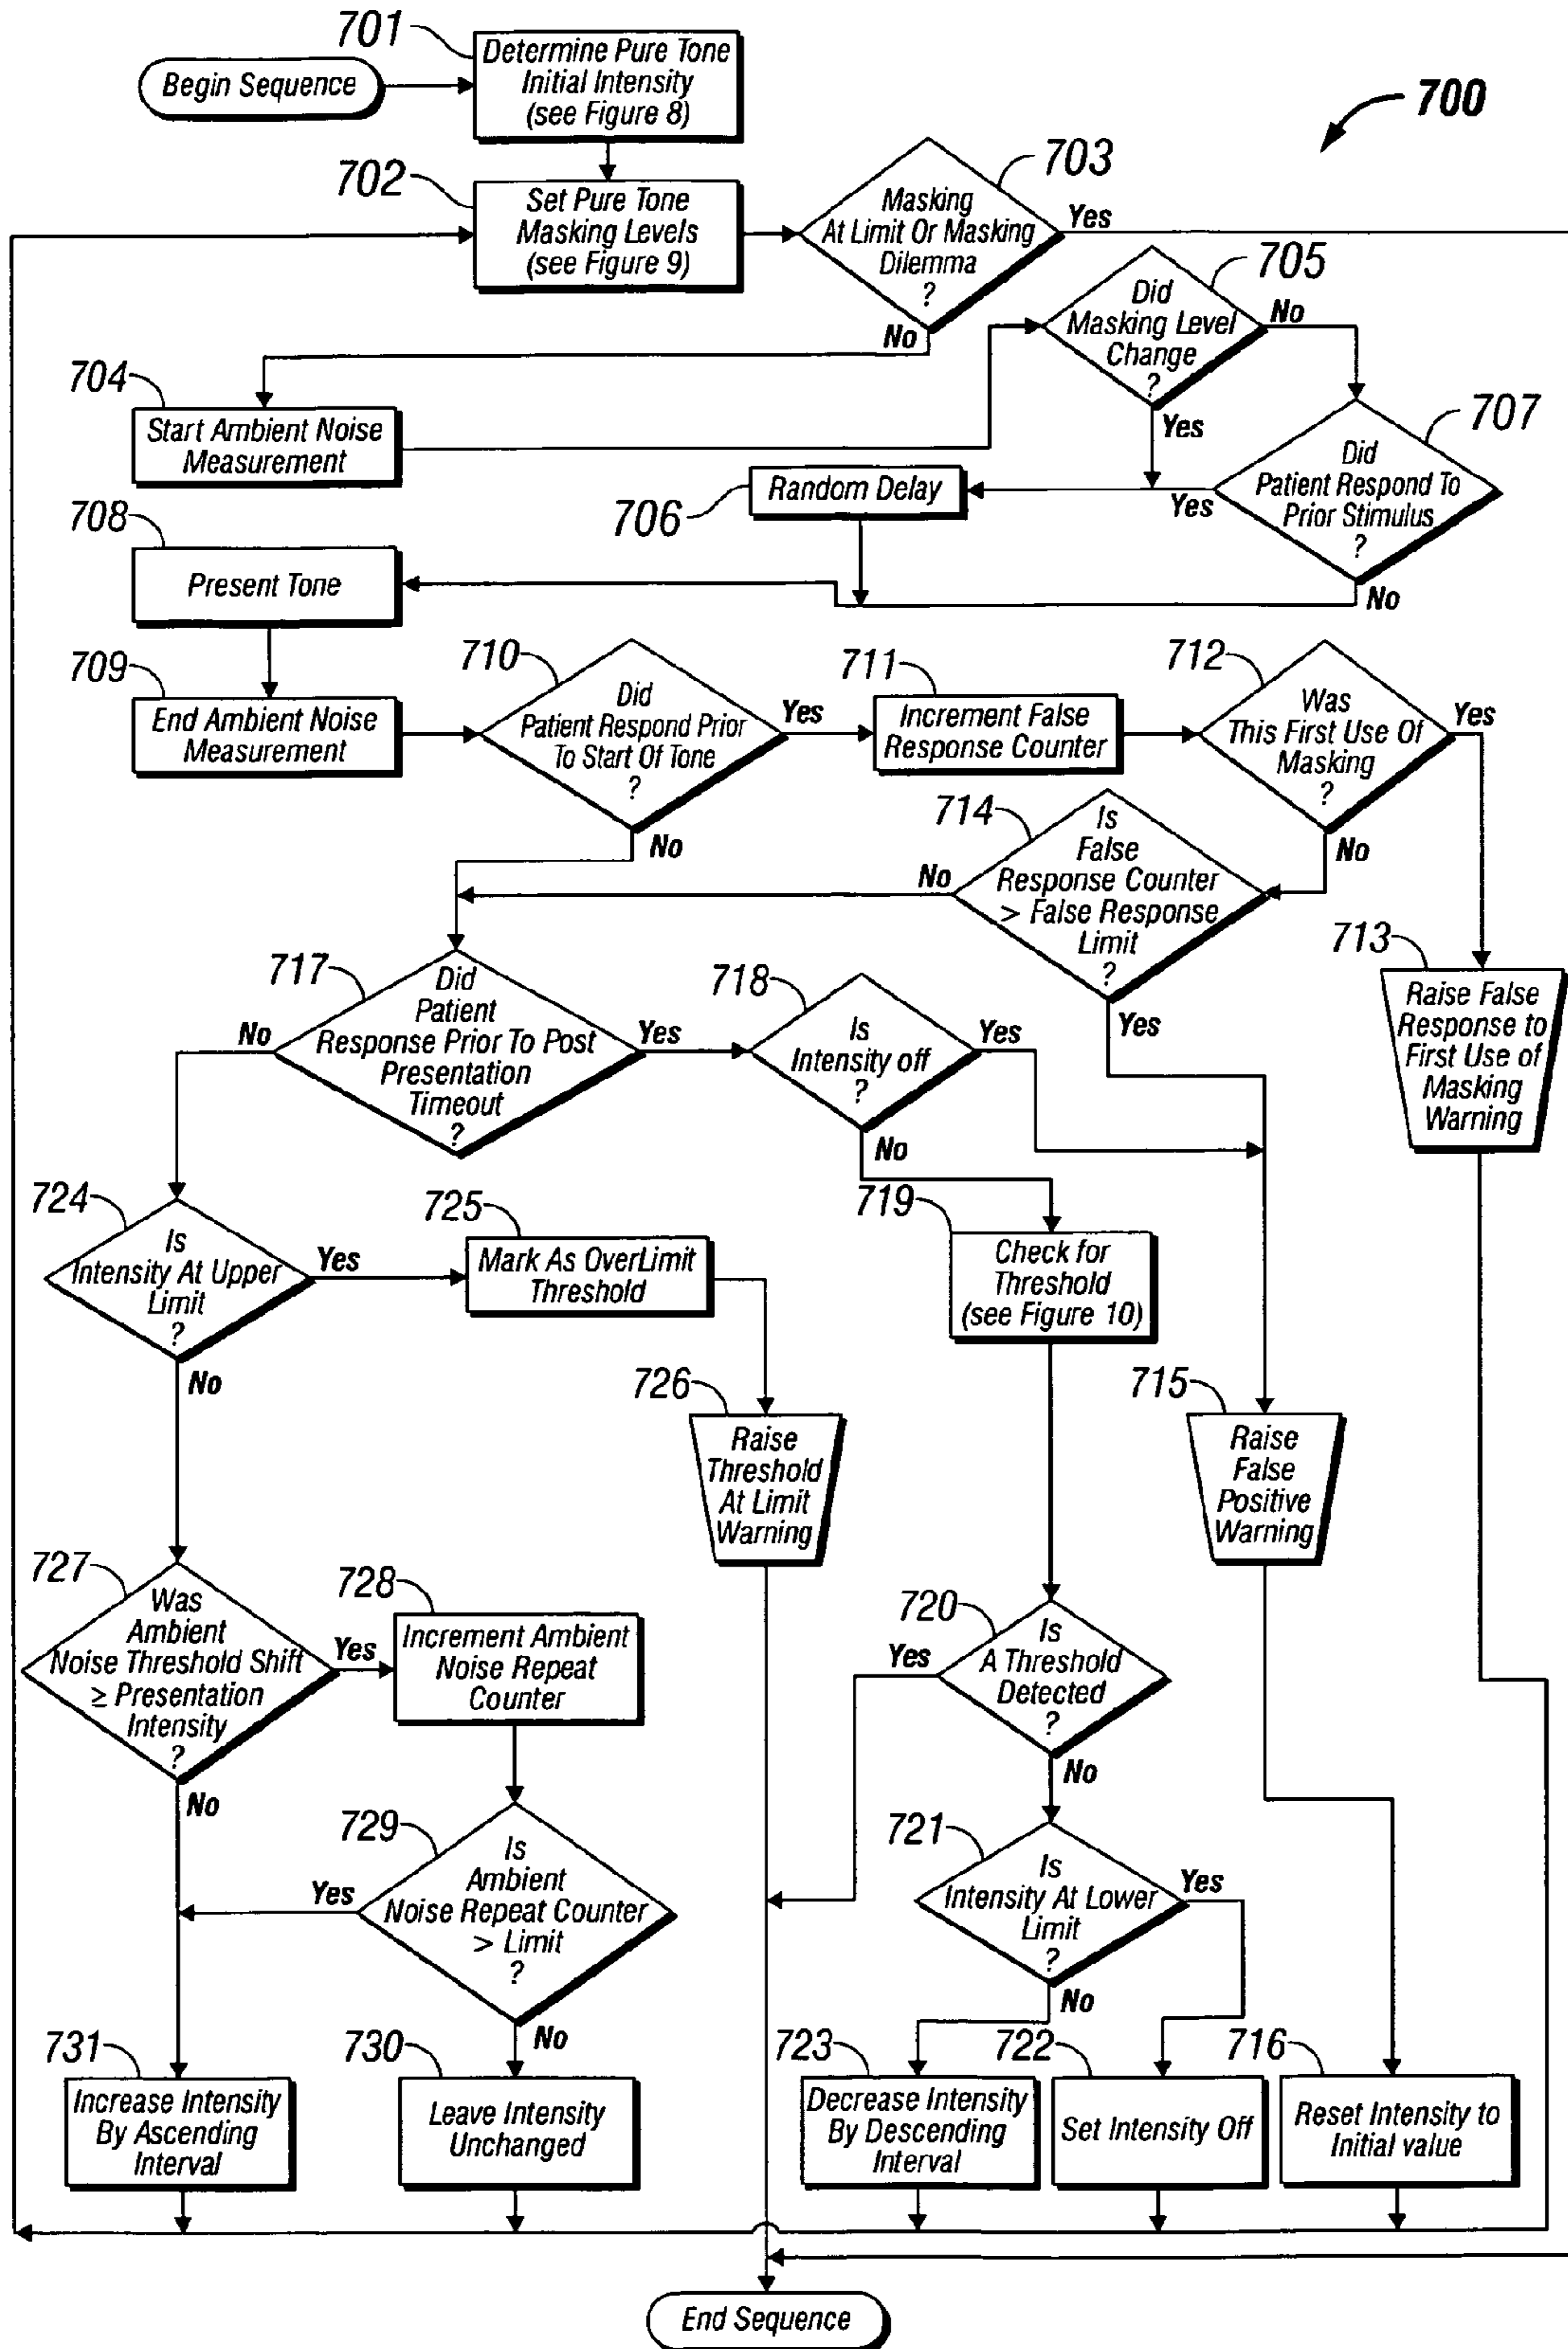 701
Determine Pure Tone
Initial Intensity
(see Figure 8)
Begin Sequence
700
702
Set Pure Tone
Masking Levels
(see Figure 9)
703
Masking
At Limit Or Masking
Dilemma
?
Yes
No
705
Did
Masking Level
Change
?
No
Yes
704
Start Ambient Noise
Measurement
707
Did
Patient Respond To
Prior Stimulus
?
Yes
No
706
Random Delay
708
Present Tone
709
End Ambient Noise
Measurement
710
Did
Patient Respond Prior
To Start Of Tone
?
Yes
No
711
Increment False
Response Counter
712
Was
This First Use Of
Masking
?
Yes
No
714
Is
False
Response Counter
> False Response
Limit
?
No
Yes
713
Raise False
Response to
First Use of
Masking
Warning
717
Did
Patient
Response Prior To Post
Presentation
Timeout
?
No
Yes
718
Is
Intensity off
?
Yes
No
724
Is
Intensity At Upper
Limit
?
Yes
No
725
Mark As OverLimit
Threshold
719
Check for
Threshold
(see Figure 10)
726
Raise
Threshold
At Limit
Warning
715
Raise
False
Positive
Warning
727
Was
Ambient
Noise Threshold Shift
≥ Presentation
Intensity
?
Yes
No
728
Increment Ambient
Noise Repeat
Counter
720
Is
A Threshold
Detected
?
Yes
No
729
Is
Ambient
Noise Repeat Counter
> Limit
?
Yes
No
721
Is
Intensity At Lower
Limit
?
Yes
No
731
Increase Intensity
By Ascending
Interval
730
Leave Intensity
Unchanged
723
Decrease Intensity
By Descending
Interval
722
Set Intensity Off
716
Reset Intensity to
Initial value
End Sequence